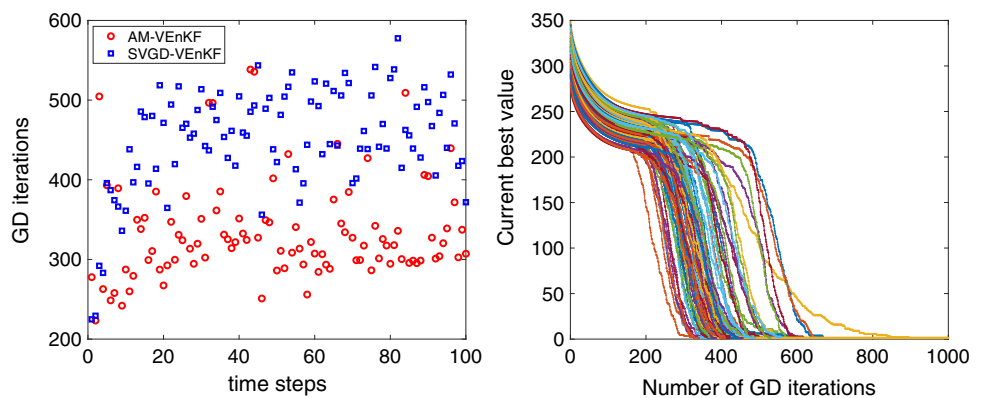 600
500
400
300
200
GD iterations
AM-VEnKF
SVGD-VEnKF
0 20 40 60 80 100
time steps
350
300
250
200
150
100
50
0
Current best value
0 200 400 600 800 1000
Number of GD iterations